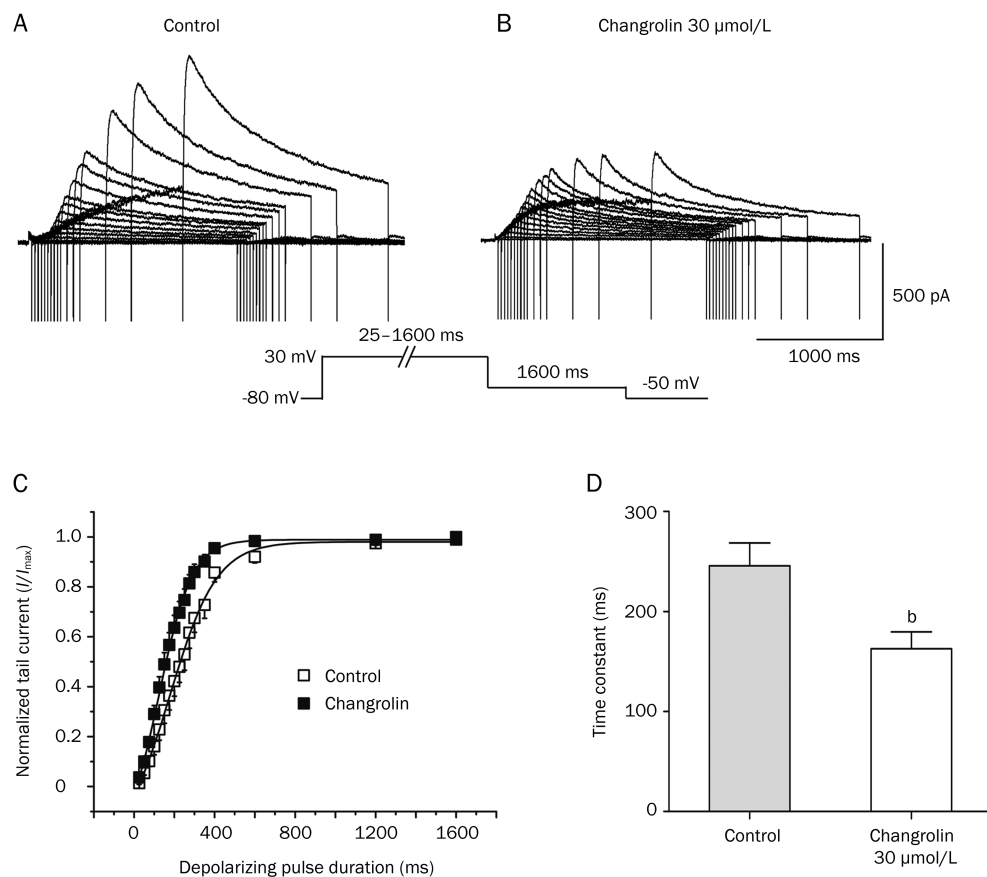 A
Control
B
Changrolin 30 μmol/L
500 pA
1000 ms
25–1600 ms
30 mV
1600 ms
-50 mV
-80 mV
C
Normalized tail current (I/Imax)
1.0
0.8
0.6
0.4
0.2
0
Control
Changrolin
0
400
800
1200
1600
Depolarizing pulse duration (ms)
D
Time constant (ms)
300
200
100
0
b
Control
Changrolin
30 μmol/L